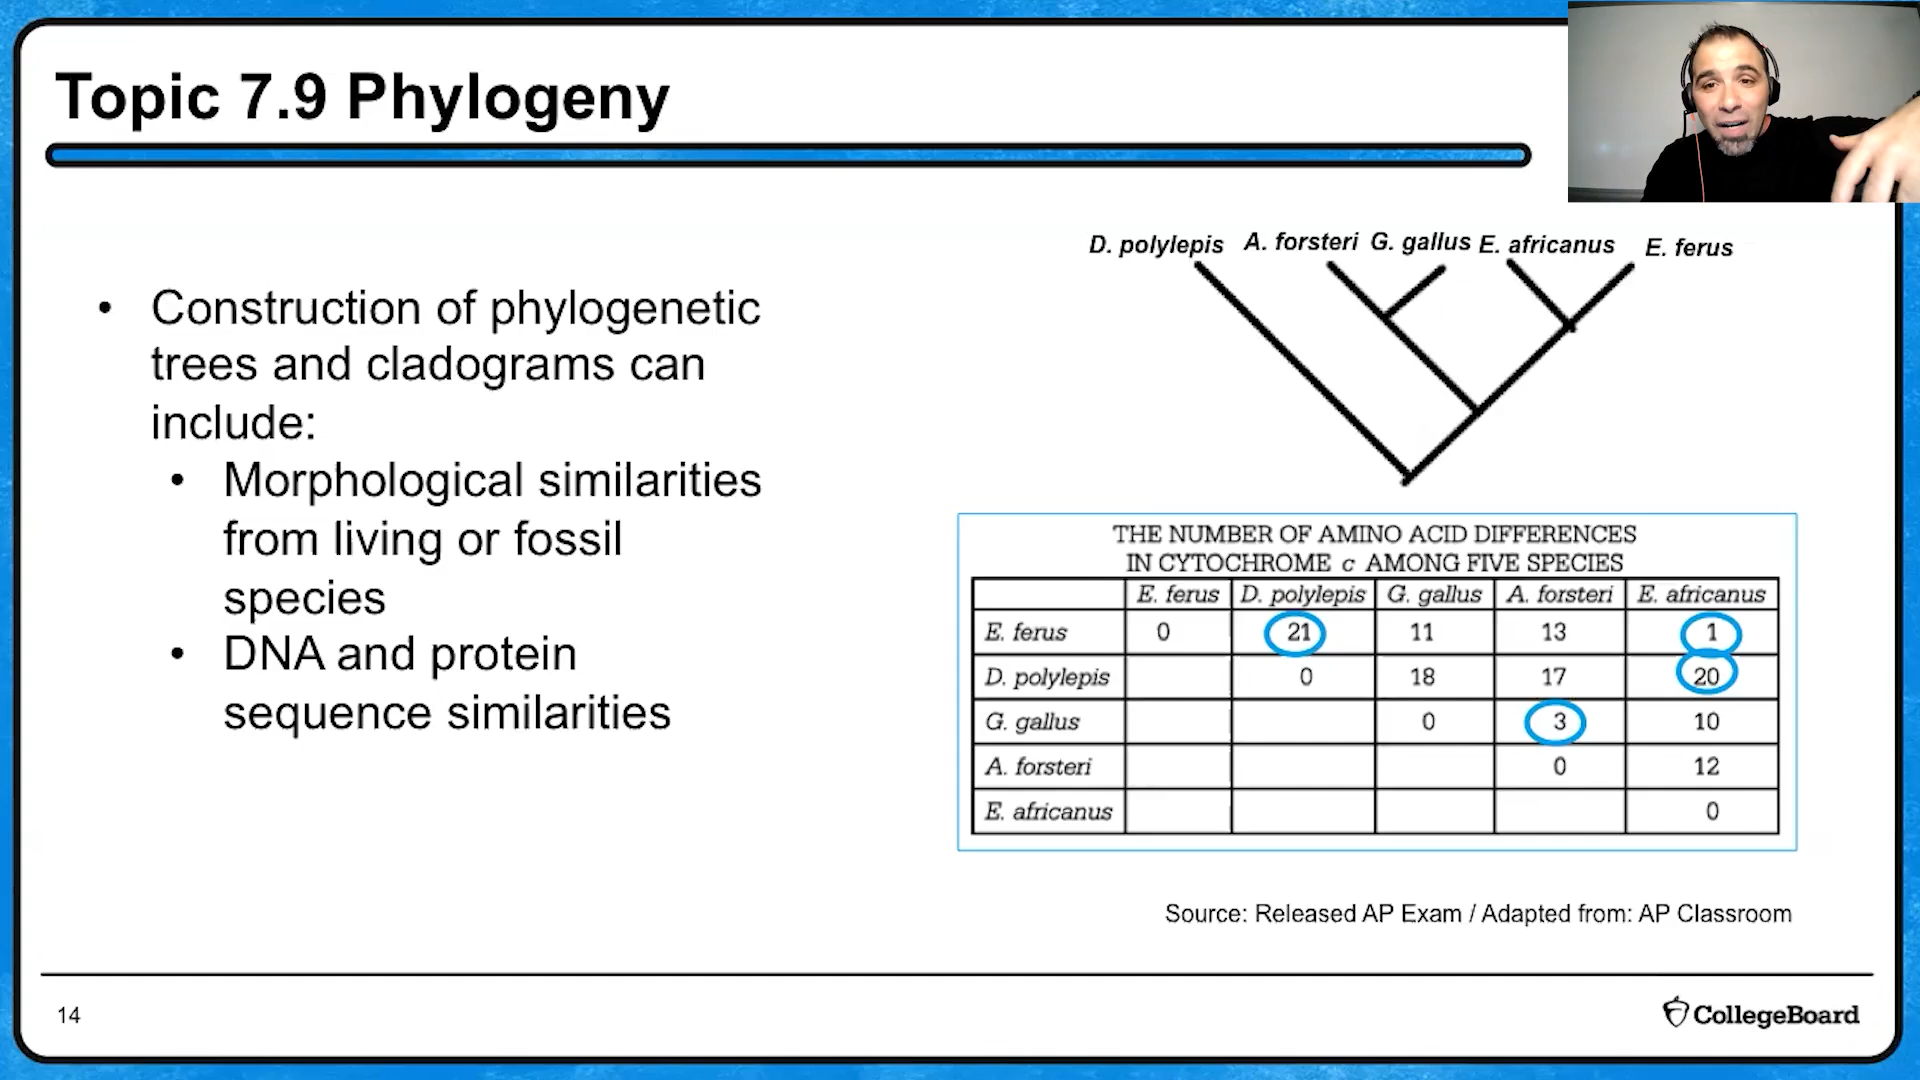 Topic 7.9 Phylogeny
• Construction of phylogenetic
trees and cladograms can
include:
• Morphological similarities
from living or fossil
species
• DNA and protein
sequence similarities
D. polylepis A. forsteri G. gallus E. africanus E. ferus
THE NUMBER OF AMINO ACID DIFFERENCES
IN CYTOCHROME c AMONG FIVE SPECIES
E. ferus D. polylepis G. gallus A. forsteri E. africanus
E. ferus 0 21 11 13 1
D. polylepis 0 18 17 20
G. gallus 0 3 10
A. forsteri 0 12
E. africanus 0
Source: Released AP Exam / Adapted from: AP Classroom
14
CollegeBoard